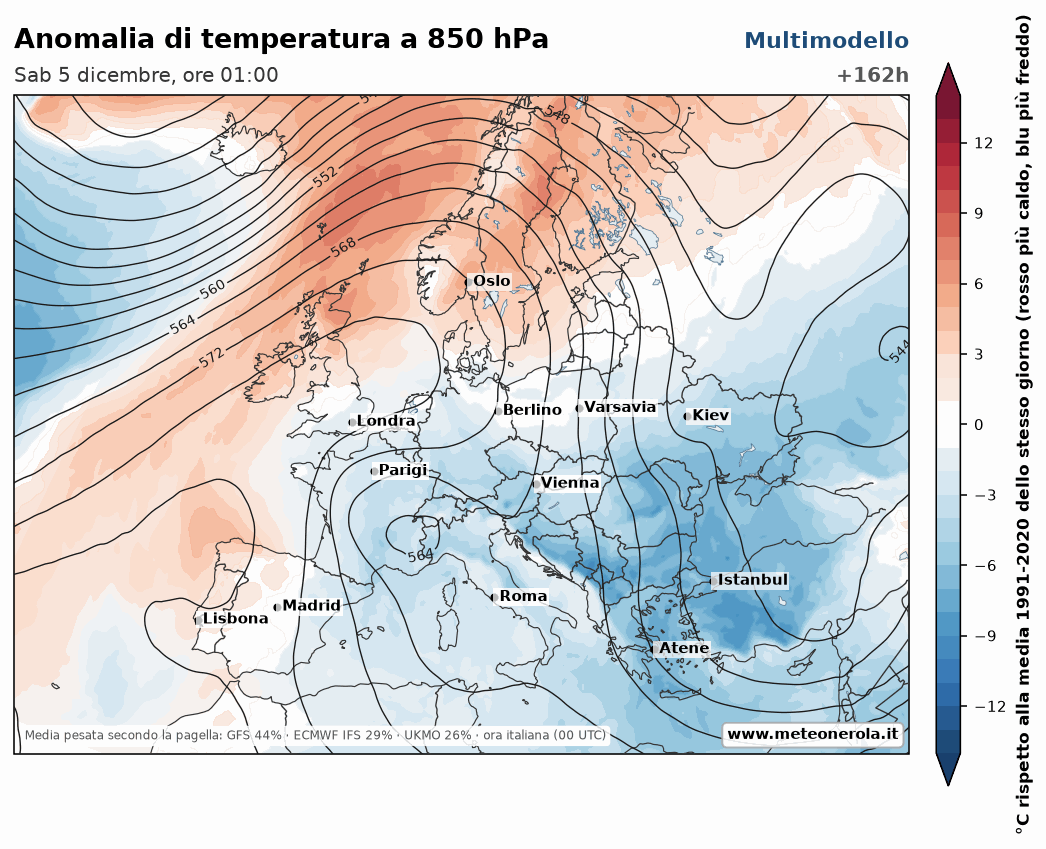 Anomalia di temperatura a 850 hPa
Multimodello
Sab 5 dicembre, ore 01:00
+162h
548
552
568
560
564
572
544
564
Oslo
Berlino
Varsavia
Kiev
Londra
Parigi
Vienna
Istanbul
Roma
Madrid
Lisbona
Atene
Media pesata secondo la pagella: GFS 44% · ECMWF IFS 29% · UKMO 26% · ora italiana (00 UTC)
www.meteonerola.it
12
9
6
3
0
−3
−6
−9
−12
°C rispetto alla media 1991-2020 dello stesso giorno (rosso più caldo, blu più freddo)